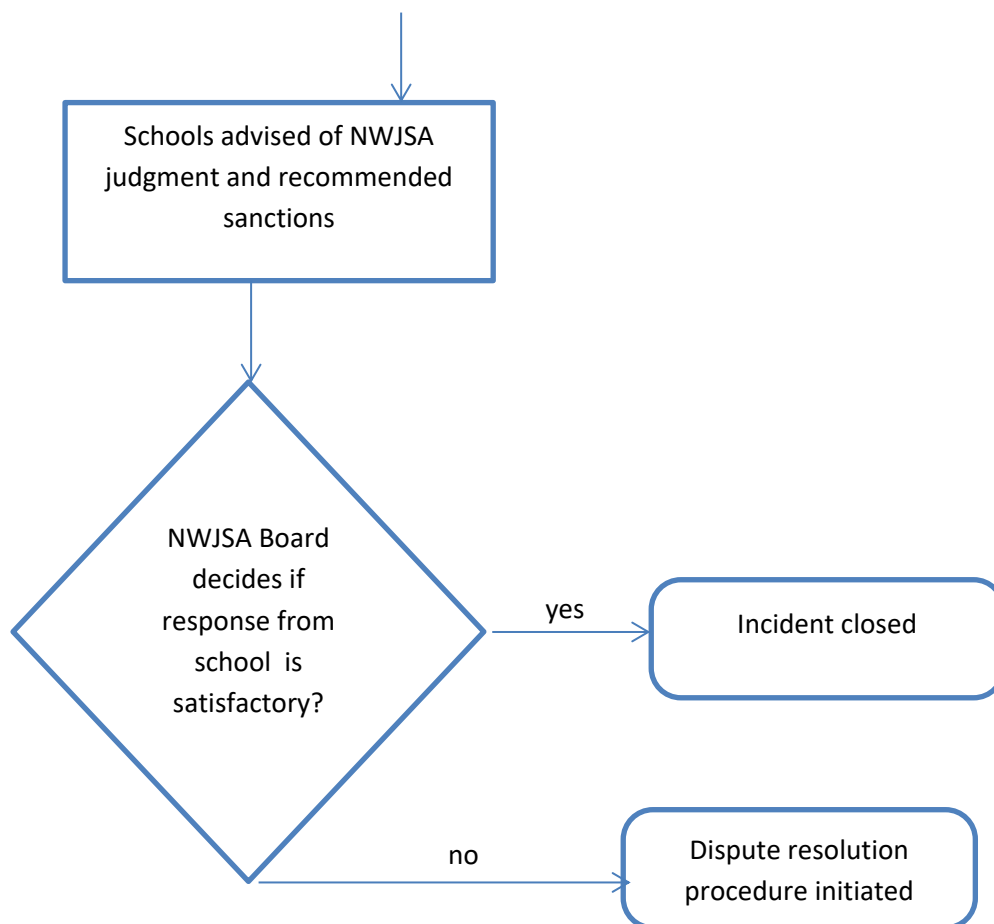 Schools advised of NWJSA
judgment and recommended
sanctions
NWJSA Board
decides if
response from
school  is
satisfactory?
yes
Incident closed
no
Dispute resolution
procedure initiated